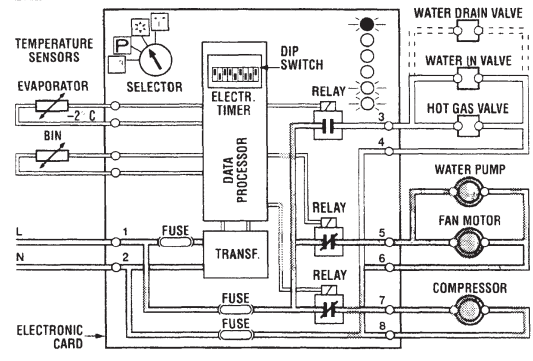 WATER DRAIN VALVE
TEMPERATURE
SENSORS
P
DIP
SWITCH
WATER IN VALVE
EVAPORATOR
SELECTOR
ELECTR.
TIMER
RELAY
HOT GAS VALVE
-2° C
3
BIN
4
DATA
PROCESSOR
WATER PUMP
RELAY
FAN MOTOR
L
1
FUSE
5
N
2
TRANSF.
6
RELAY
COMPRESSOR
FUSE
7
FUSE
8
ELECTRONIC
CARD